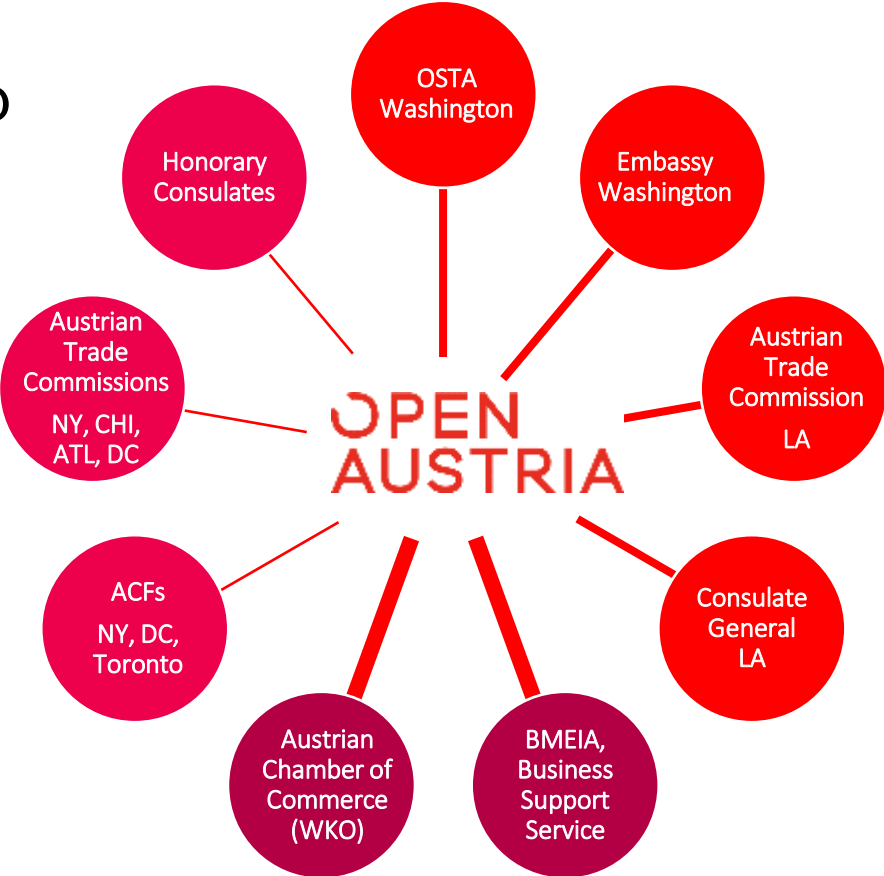 OSTA
Washington
Embassy
Washington
Austrian
Trade
Commission
LA
Consulate
General
LA
BMEIA,
Business
Support
Service
Austrian
Chamber of
Commerce
(WKO)
ACFs
NY, DC,
Toronto
Austrian
Trade
Commissions
NY, CHI,
ATL, DC
Honorary
Consulates
OPEN
AUSTRIA